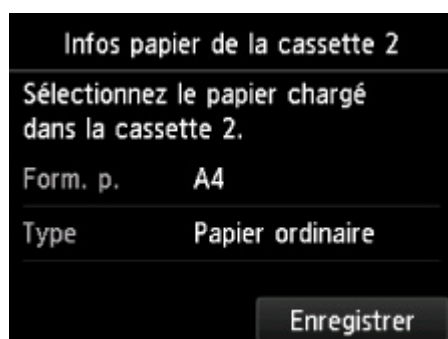 Infos papier de la cassette 2
Sélectionnez le papier chargé
dans la cassette 2.
Form. p. A4
Type Papier ordinaire
Enregistrer